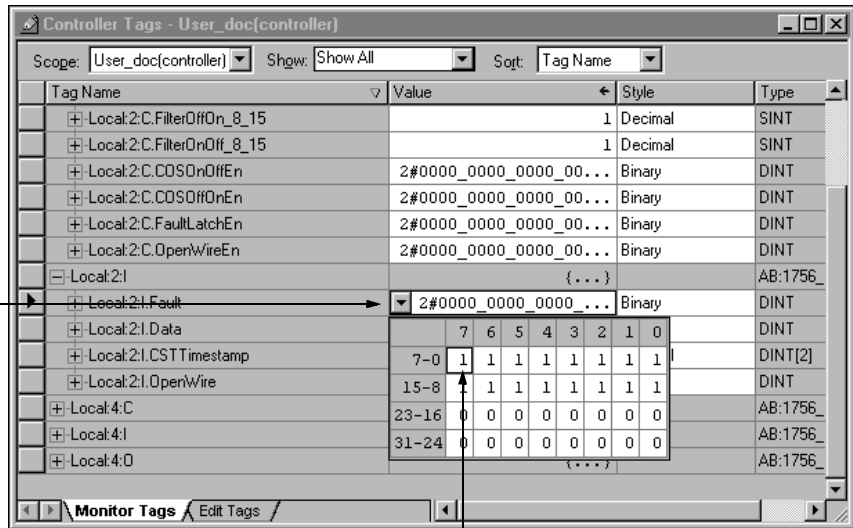 Controller Tags - User_doc(controller)
Scope: User_doc(controller) Show: Show All Sort: Tag Name
Tag Name Value Style Type
Local:2:C.FilterOffOn_8_15 1 Decimal SINT
Local:2:C.FilterOnOff_8_15 1 Decimal SINT
Local:2:C.COSOnOffEn 2#0000_0000_0000_00... Binary DINT
Local:2:C.COSOffOnEn 2#0000_0000_0000_00... Binary DINT
Local:2:C.FaultLatchEn 2#0000_0000_0000_00... Binary DINT
Local:2:C.OpenWireEn 2#0000_0000_0000_00... Binary DINT
Local:2:I {...} AB:1756_
Local:2:I.Fault 2#0000_0000_0000_... Binary DINT
Local:2:I.Data DINT
Local:2:I.CSTTimestamp DINT[2]
Local:2:I.OpenWire DINT
Local:4:C AB:1756_
Local:4:I AB:1756_
Local:4:O {...} AB:1756_
7 6 5 4 3 2 1 0
7-0 1 1 1 1 1 1 1 1
15-8 1 1 1 1 1 1 1 1
23-16 0 0 0 0 0 0 0 0
31-24 0 0 0 0 0 0 0 0
Monitor Tags Edit Tags